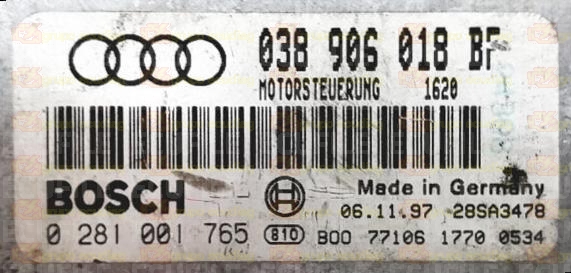 038 906 018 BF
MOTORSTEUERUNG 1620
BOSCH
Made in Germany
06.11.97 28SA3478
0 281 001 765 810 B00 77106 1770 0534